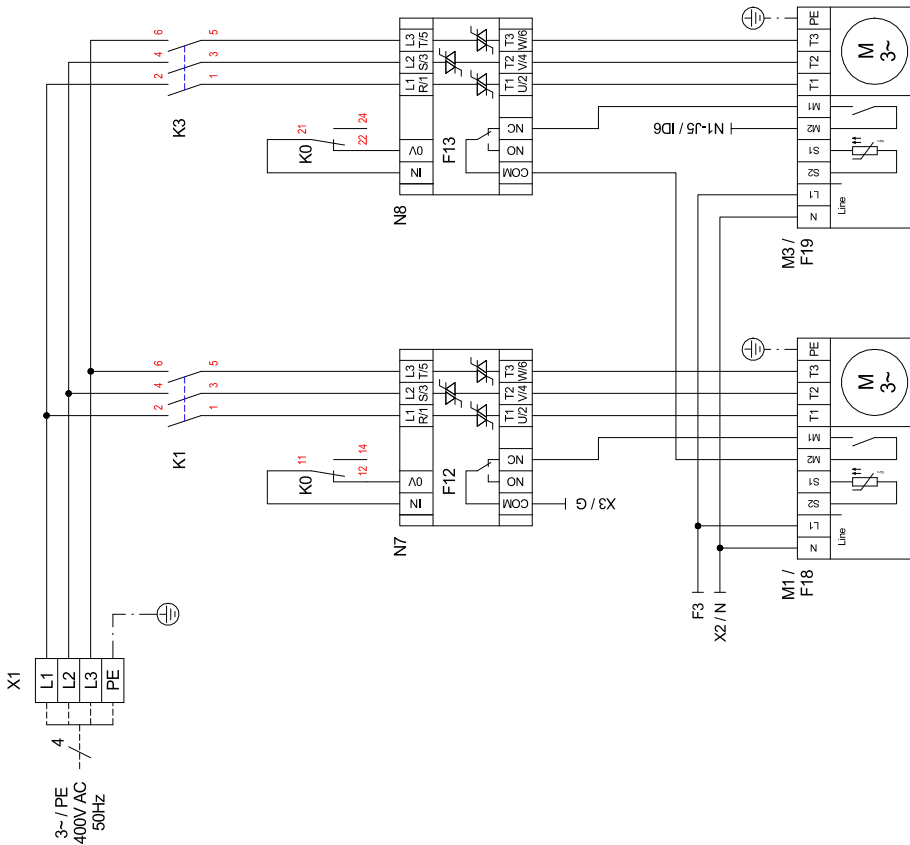 X1
L1
L2
L3
PE
4
3~ / PE
400V AC
50Hz
K1
2 4 6
1 3 5
K3
2 4 6
1 3 5
K0
11
12 14
K0
21
22 24
N7
IN 0V
L1 L2 L3
R/1 S/3 T/5
F12
COM NO NC
T1 T2 T3
U/2 V/4 W/6
X3 / G
N8
IN 0V
L1 L2 L3
R/1 S/3 T/5
F13
COM NO NC
T1 T2 T3
U/2 V/4 W/6
N1-J5 / ID6
F3
X2 / N
M1 /
F18
N L1 S2 S1 M2 M1 T1 T2 T3 PE
Line
M
3~
M3 /
F19
N L1 S2 S1 M2 M1 T1 T2 T3 PE
Line
M
3~